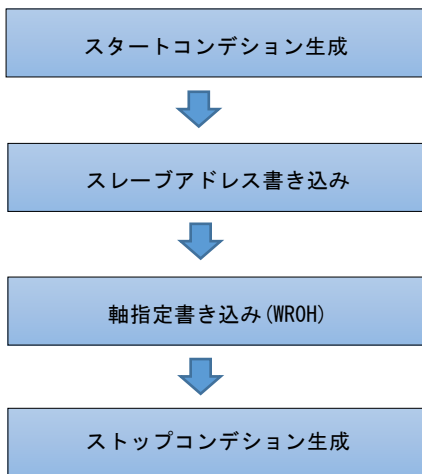 スタートコンデション生成
スレーブアドレス書き込み
軸指定書き込み(WR0H)
ストップコンデション生成